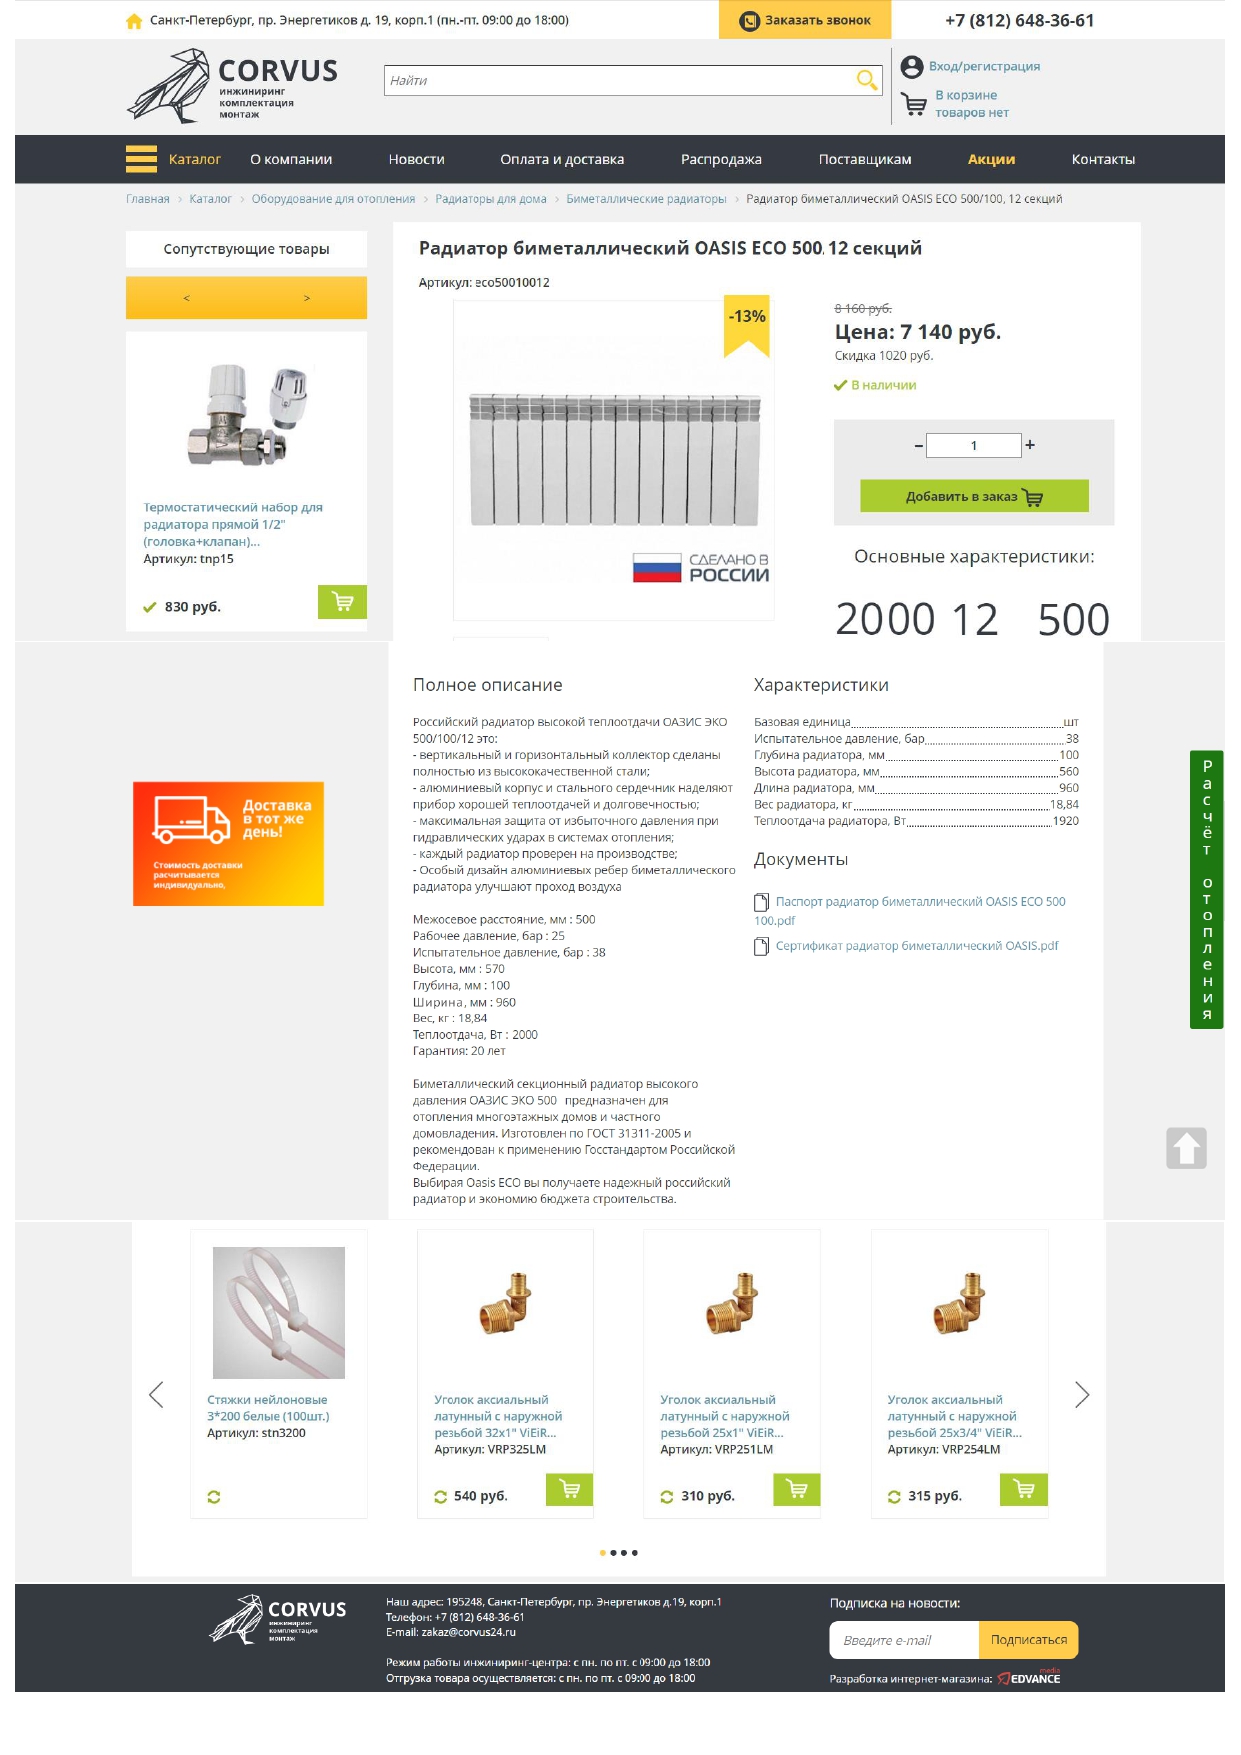 Санкт-Петербург, пр. Энергетиков д. 19, корп.1 (пн.-пт. 09:00 до 18:00)
Заказать звонок
+7 (812) 648-36-61
CORVUS
инжиниринг
комплектация
монтаж
Найти
Вход/регистрация
В корзине
товаров нет
Каталог
О компании
Новости
Оплата и доставка
Распродажа
Поставщикам
Акции
Контакты
Главная > Каталог > Оборудование для отопления > Радиаторы для дома > Биметаллические радиаторы > Радиатор биметаллический OASIS ECO 500/100, 12 секций
Сопутствующие товары
< >
Термостатический набор для
радиатора прямой 1/2"
(головка+клапан)...
Артикул: tnp15
830 руб.
Радиатор биметаллический OASIS ECO 500. 12 секций
Артикул: eco50010012
-13%
СДЕЛАНО В
РОССИИ
8 160 руб.
Цена: 7 140 руб.
Скидка 1020 руб.
В наличии
– 1 +
Добавить в заказ
Основные характеристики:
2000 12 500
Доставка
в тот же
день!
Стоимость доставки
расчитывается
индивидуально,
Полное описание
Российский радиатор высокой теплоотдачи ОАЗИС ЭКО
500/100/12 это:
- вертикальный и горизонтальный коллектор сделаны
полностью из высококачественной стали;
- алюминиевый корпус и стального сердечник наделяют
прибор хорошей теплоотдачей и долговечностью;
- максимальная защита от избыточного давления при
гидравлических ударах в системах отопления;
- каждый радиатор проверен на производстве;
- Особый дизайн алюминиевых ребер биметаллического
радиатора улучшают проход воздуха
Межосевое расстояние, мм : 500
Рабочее давление, бар : 25
Испытательное давление, бар : 38
Высота, мм : 570
Глубина, мм : 100
Ширина, мм : 960
Вес, кг : 18,84
Теплоотдача, Вт : 2000
Гарантия: 20 лет
Биметаллический секционный радиатор высокого
давления ОАЗИС ЭКО 500 предназначен для
отопления многоэтажных домов и частного
домовладения. Изготовлен по ГОСТ 31311-2005 и
рекомендован к применению Госстандартом Российской
Федерации.
Выбирая Oasis ECO вы получаете надежный российский
радиатор и экономию бюджета строительства.
Характеристики
Базовая единица шт
Испытательное давление, бар 38
Глубина радиатора, мм 100
Высота радиатора, мм 560
Длина радиатора, мм 960
Вес радиатора, кг 18,84
Теплоотдача радиатора, Вт 1920
Документы
Паспорт радиатор биметаллический OASIS ECO 500
100.pdf
Сертификат радиатор биметаллический OASIS.pdf
Расчёт отопления
Стяжки нейлоновые
3*200 белые (100шт.)
Артикул: stn3200
Уголок аксиальный
латунный с наружной
резьбой 32x1" ViEiR...
Артикул: VRP325LM
540 руб.
Уголок аксиальный
латунный с наружной
резьбой 25x1" ViEiR...
Артикул: VRP251LM
310 руб.
Уголок аксиальный
латунный с наружной
резьбой 25x3/4" ViEiR...
Артикул: VRP254LM
315 руб.
CORVUS
инжиниринг
комплектация
монтаж
Наш адрес: 195248, Санкт-Петербург, пр. Энергетиков д.19, корп.1
Телефон: +7 (812) 648-36-61
E-mail: zakaz@corvus24.ru
Режим работы инжиниринг-центра: с пн. по пт. с 09:00 до 18:00
Отгрузка товара осуществляется: с пн. по пт. с 09:00 до 18:00
Подписка на новости:
Введите e-mail
Подписаться
Разработка интернет-магазина: EDVANCE media